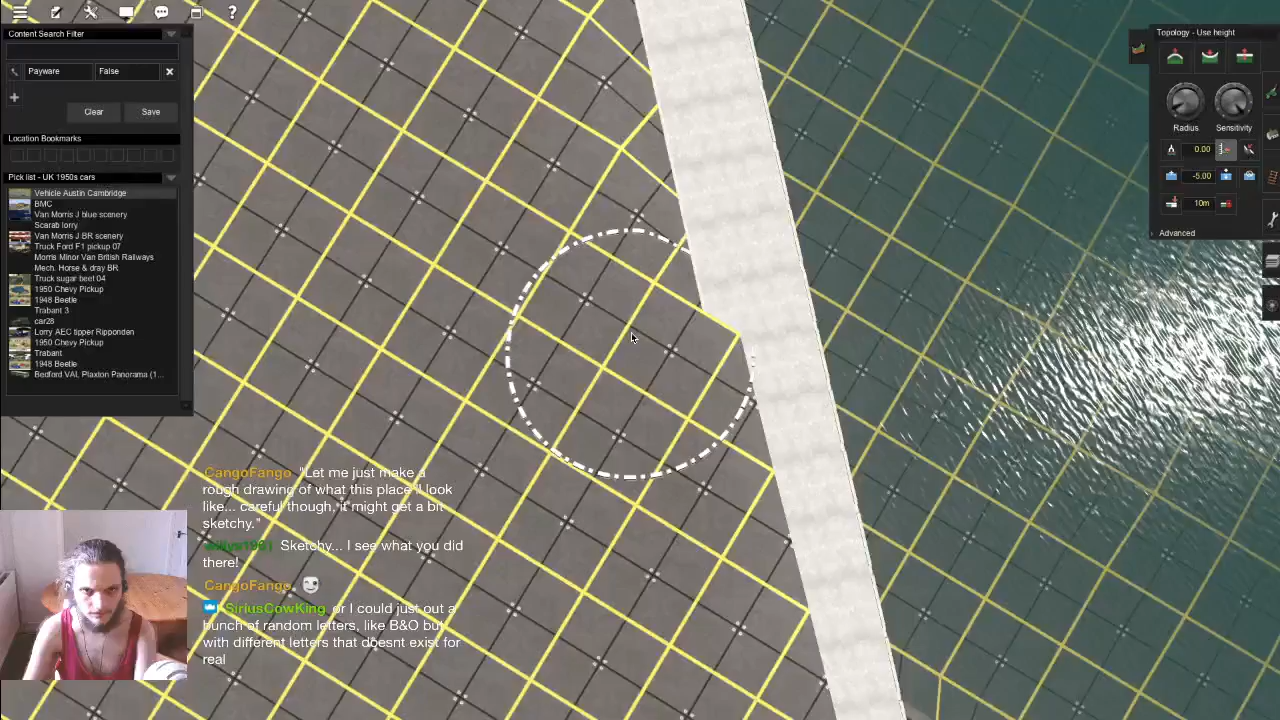 ?
Content Search Filter
Payware False
Clear Save
Location Bookmarks
Pick list - UK 1950s cars
Vehicle Austin Cambridge
BMC
Van Morris J blue scenery
Scarab lorry
Van Morris J BR scenery
Truck Ford F1 pickup 07
Morris Minor Van British Railways
Mech. Horse & dray BR
Truck sugar beet 04
1950 Chevy Pickup
1948 Beetle
Trabant 3
car28
Lorry AEC tipper Ripponden
1950 Chevy Pickup
Trabant
1948 Beetle
Bedford VAL Plaxton Panorama (1...
Topology - Use height
Radius Sensitivity
0.00
-5.00
10m
Advanced
CangoFango "Let me just make a
rough drawing of what this place'll look
like... careful though, it might get a bit
sketchy."
Sketchy... I see what you did
there!
CangoFango
SiriusCowKing or I could just out a
bunch of random letters, like B&O but
with different letters that doesnt exist for
real